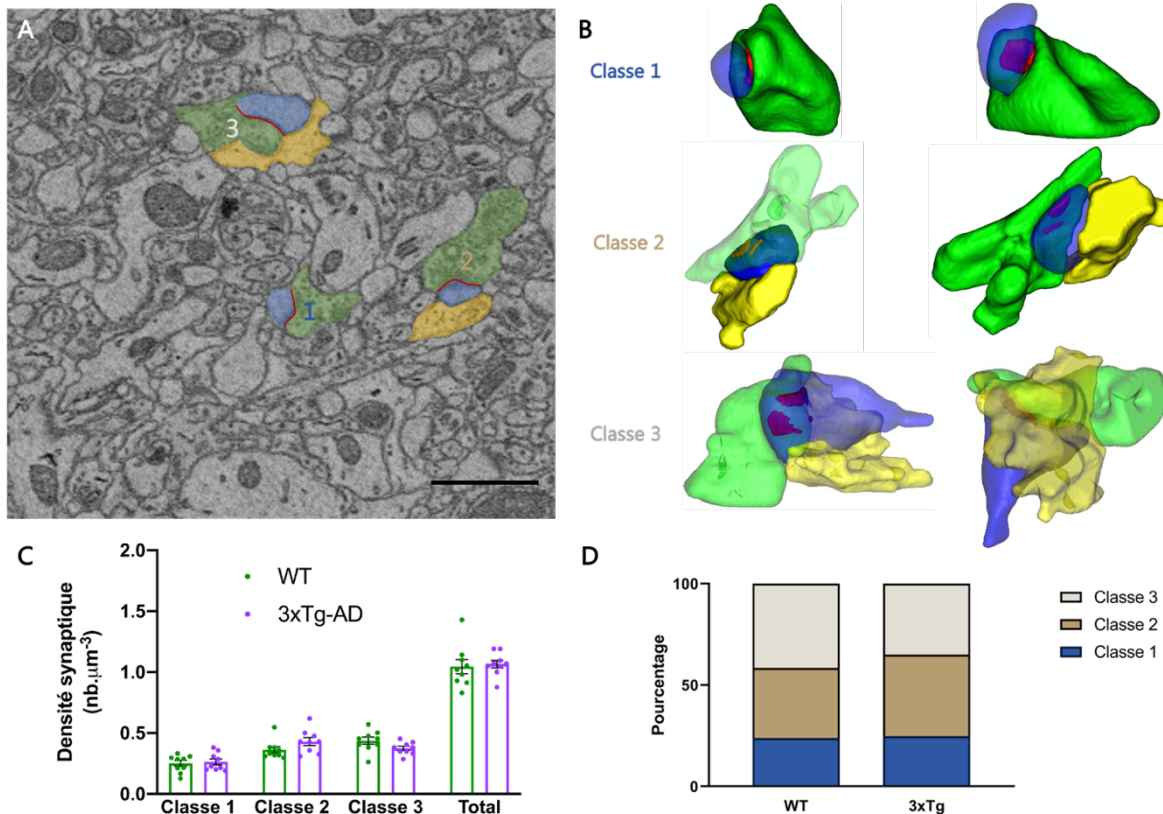 A
3
2
1
B
Classe 1
Classe 2
Classe 3
C
Densité synaptique
(nb.µm⁻³)
2.0
1.5
1.0
0.5
0.0
WT
3xTg-AD
Classe 1
Classe 2
Classe 3
Total
D
Pourcentage
100
50
0
WT
3xTg
Classe 3
Classe 2
Classe 1